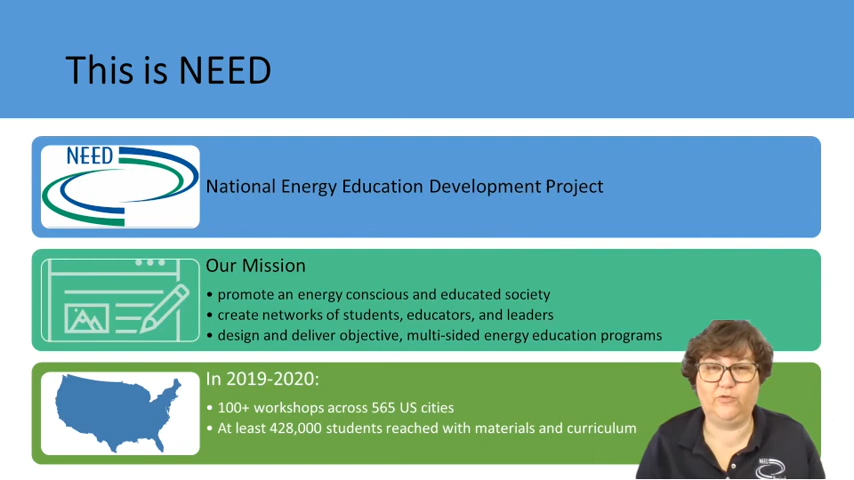 This is NEED
NEED
National Energy Education Development Project
Our Mission
• promote an energy conscious and educated society
• create networks of students, educators, and leaders
• design and deliver objective, multi-sided energy education programs
In 2019-2020:
• 100+ workshops across 565 US cities
• At least 428,000 students reached with materials and curriculum
NEED